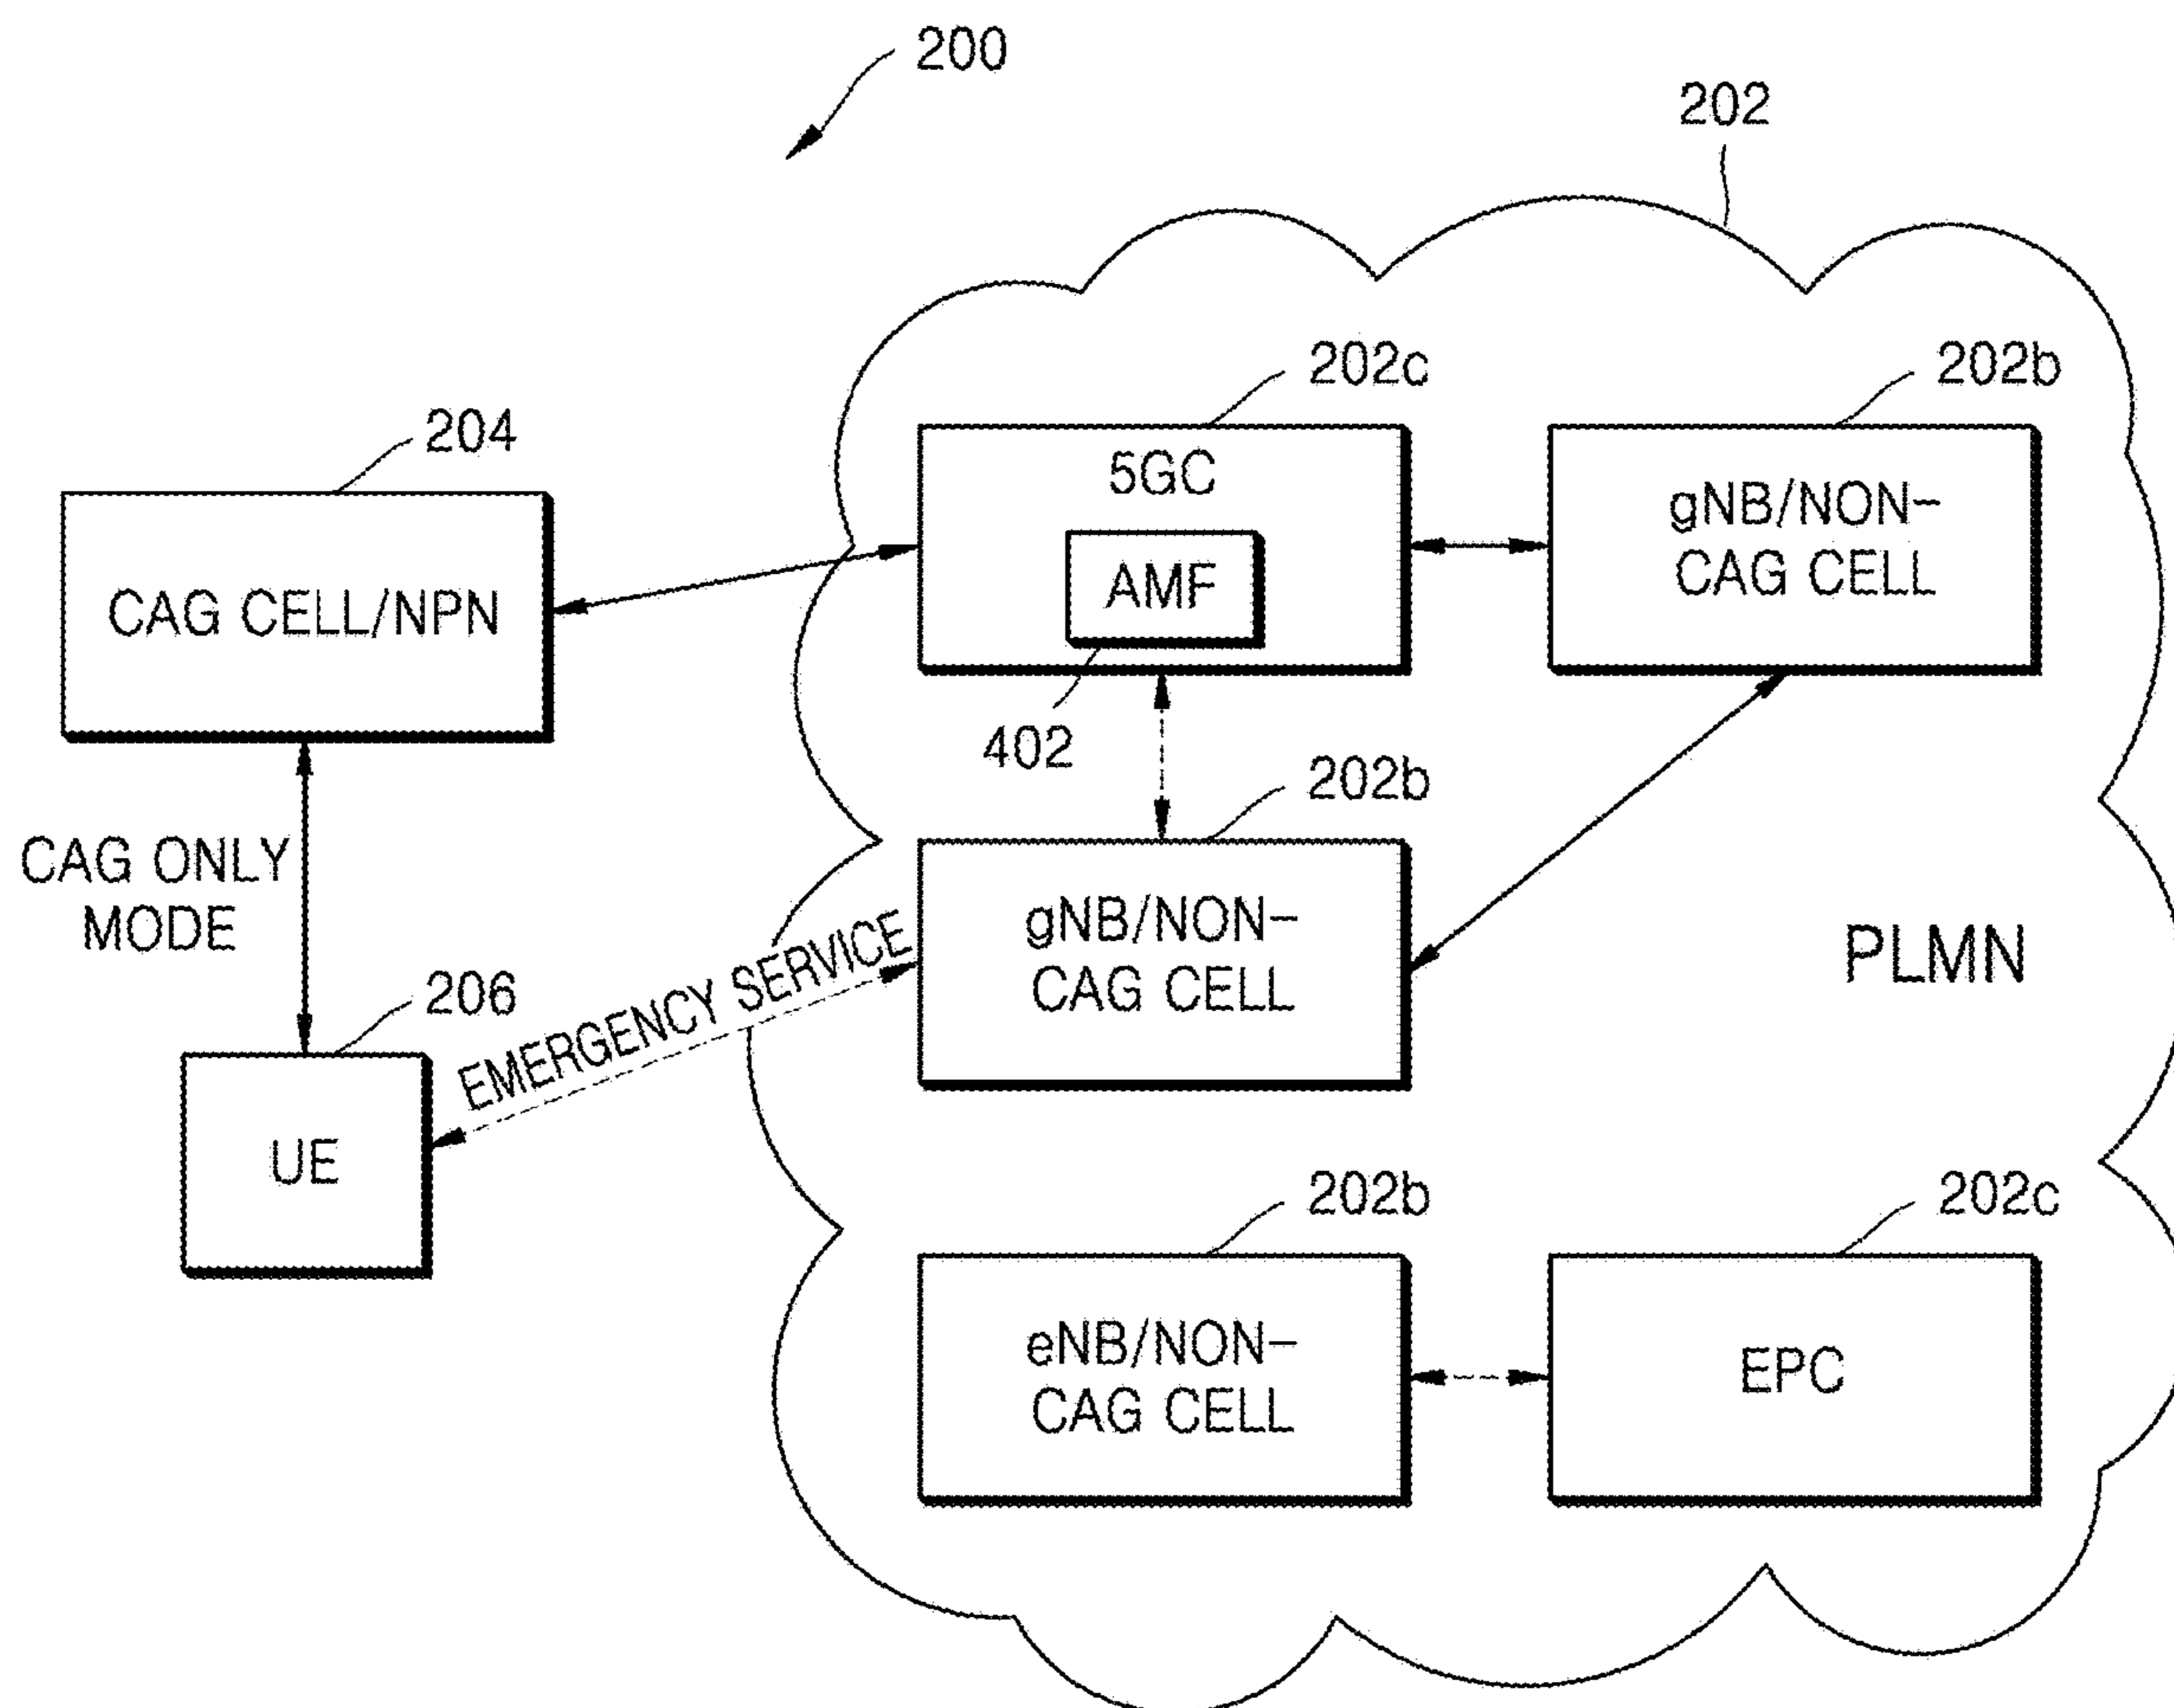 200
202
202c
202b
204
5GC
gNB/NON-
CAG CELL
AMF
CAG CELL/NPN
402
202b
CAG ONLY
MODE
gNB/NON-
CAG CELL
PLMN
EMERGENCY SERVICE
206
UE
202b
202c
eNB/NON-
CAG CELL
EPC